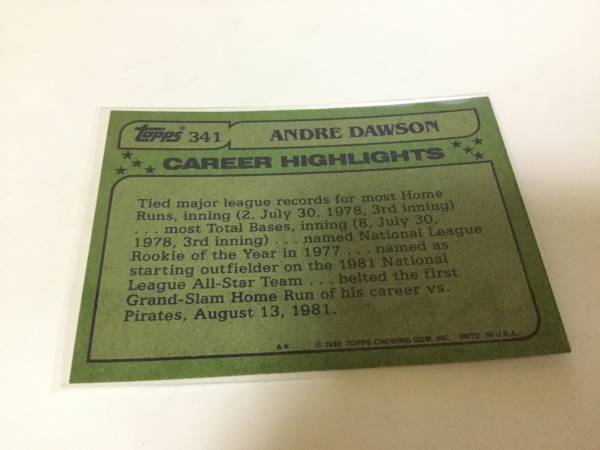 Topps® 341 ANDRE DAWSON
CAREER HIGHLIGHTS
Tied major league records for most Home
Runs, inning (2, July 30, 1978, 3rd inning)
. . . most Total Bases, inning (8, July 30,
1978, 3rd inning) . . . named National League
Rookie of the Year in 1977 . . . named as
starting outfielder on the 1981 National
League All-Star Team . . . belted the first
Grand-Slam Home Run of his career vs.
Pirates, August 13, 1981.
A* © 1982 TOPPS CHEWING GUM, INC. PRTD. IN U.S.A.